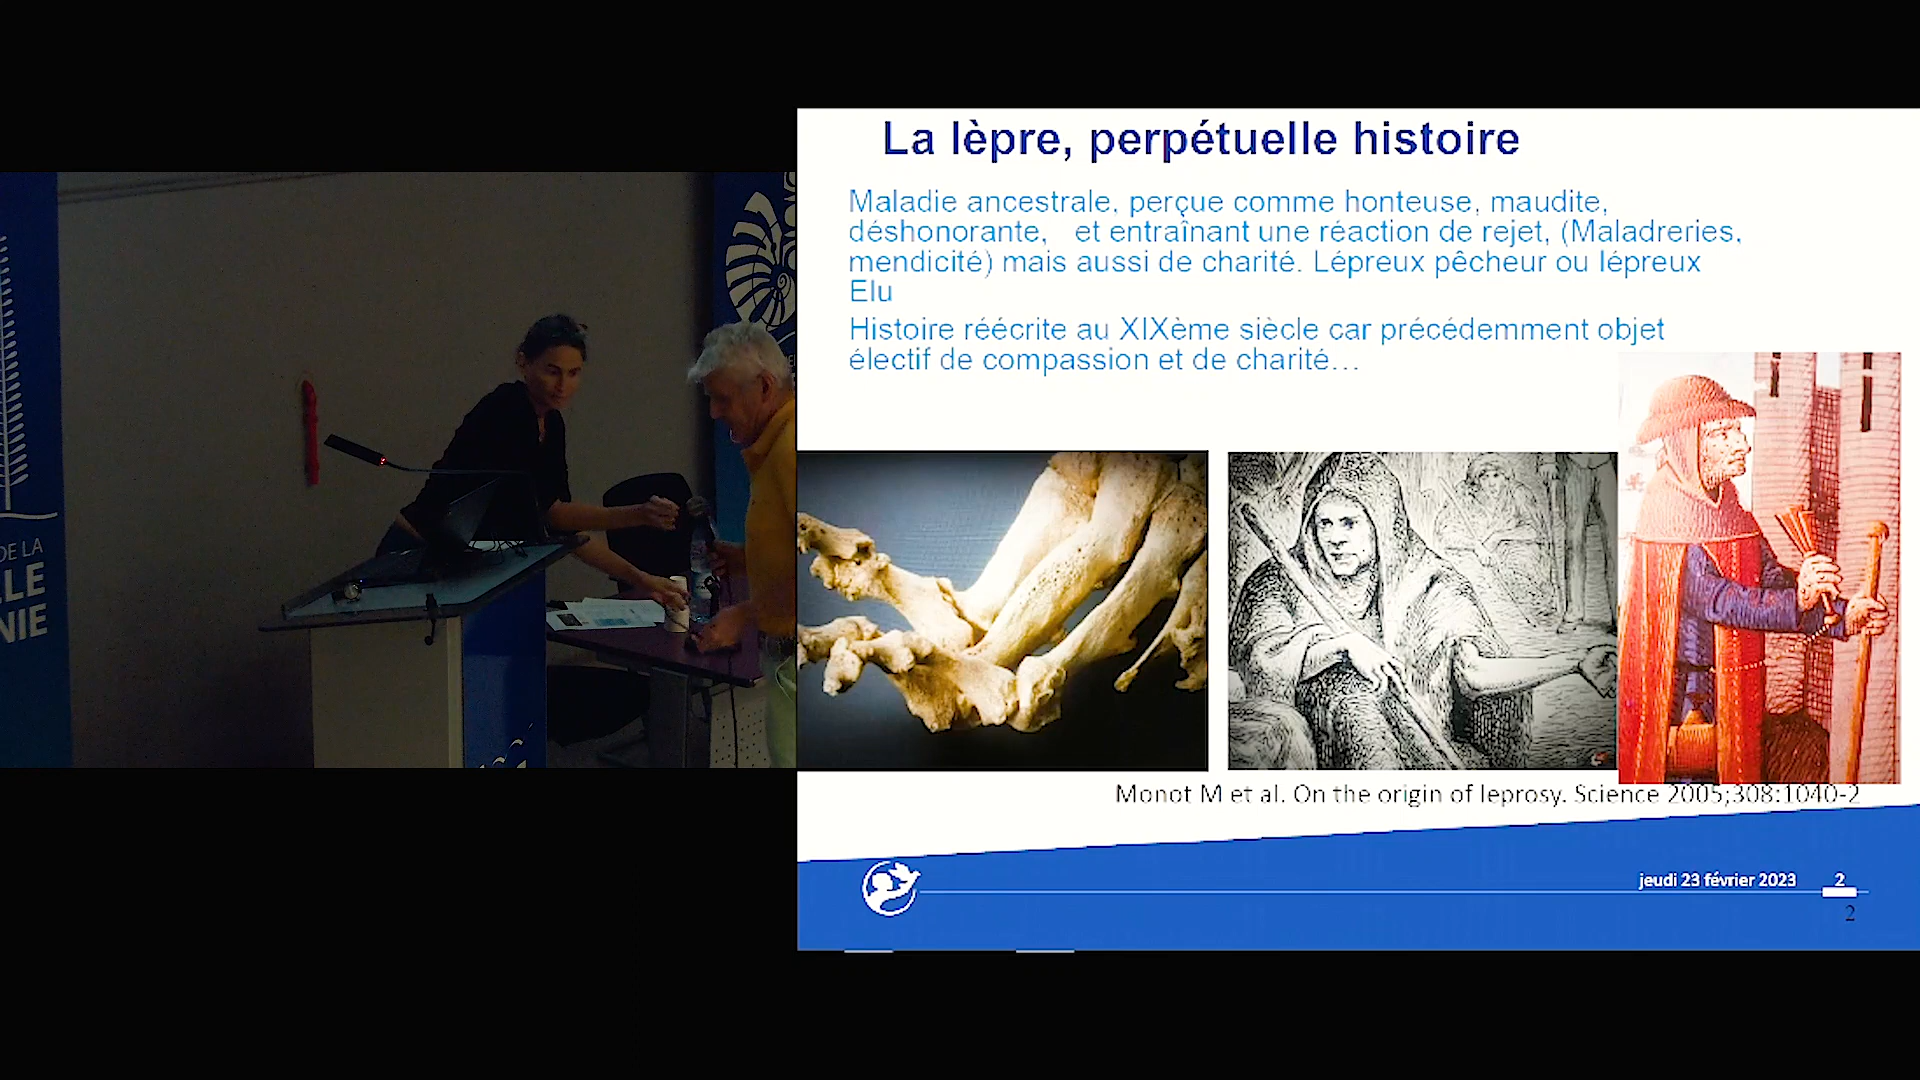 DE LA
LLE
NIE
La lèpre, perpétuelle histoire
Maladie ancestrale, perçue comme honteuse, maudite,
déshonorante, et entraînant une réaction de rejet, (Maladreries,
mendicité) mais aussi de charité. Lépreux pêcheur ou lépreux
Elu
Histoire réécrite au XIXème siècle car précédemment objet
électif de compassion et de charité…
Monot M et al. On the origin of leprosy. Science 2005;308:1040-2
jeudi 23 février 2023 2
2